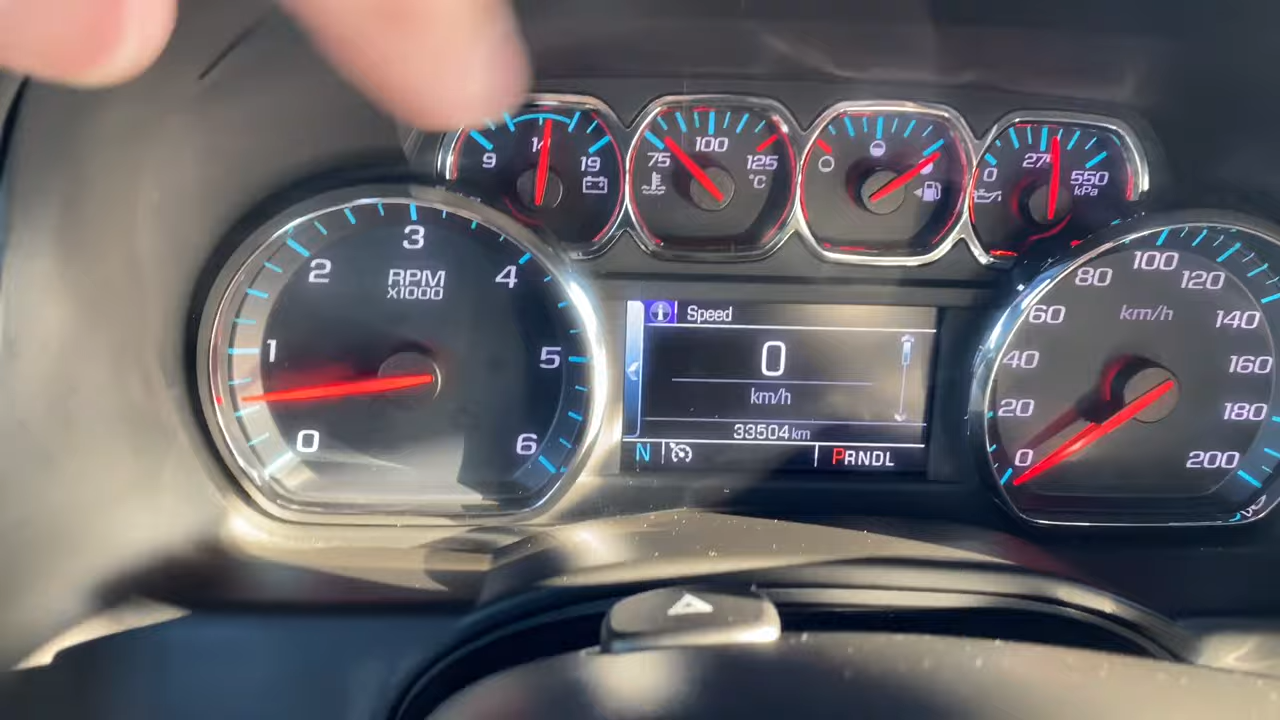 9 14 19
75 100 125
°C
0 27 550
kPa
0 1 2 3 4 5 6
RPM
x1000
i Speed
0
km/h
33504 km
N PRNDL
0 20 40 60 80 100 120 140 160 180 200
km/h